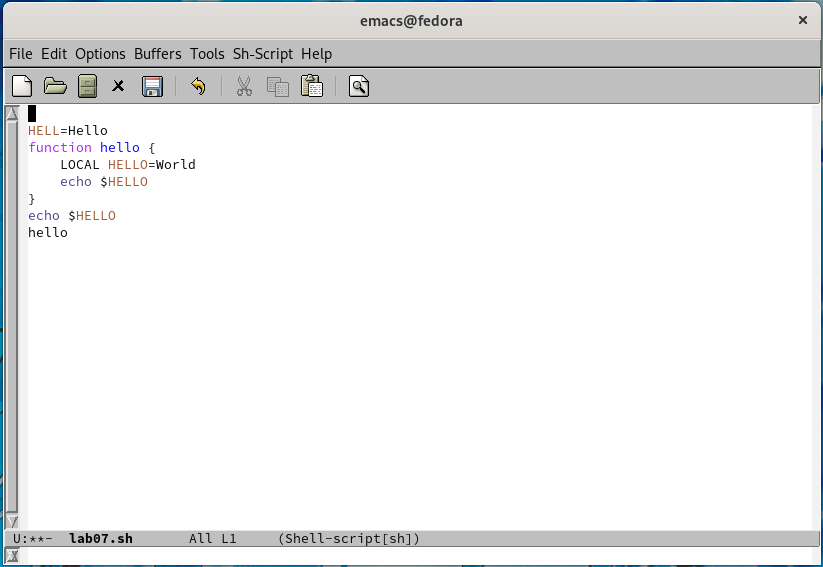 emacs@fedora
File Edit Options Buffers Tools Sh-Script Help
HELL=Hello
function hello {
    LOCAL HELLO=World
    echo $HELLO
}
echo $HELLO
hello
U:**-  lab07.sh       All L1     (Shell-script[sh])